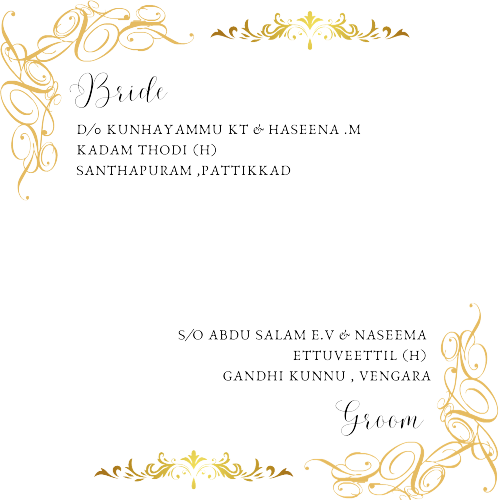 Bride
D/o KUNHAYAMMU KT & HASEENA .M
KADAM THODI (H)
SANTHAPURAM ,PATTIKKAD
S/O ABDU SALAM E.V & NASEEMA
ETTUVEETTIL (H)
GANDHI KUNNU , VENGARA
Groom